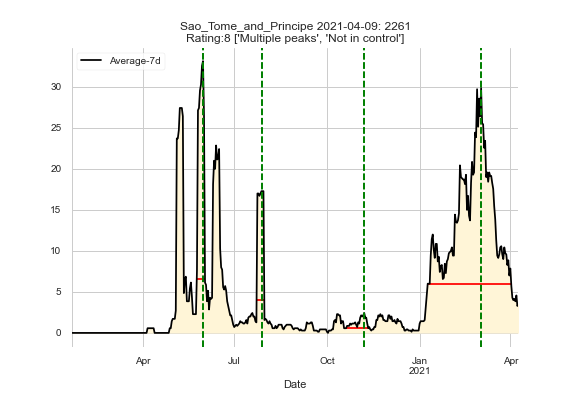 Sao_Tome_and_Principe 2021-04-09: 2261
Rating:8 ['Multiple peaks', 'Not in control']
Average-7d
30
25
20
15
10
5
0
Apr
Jul
Oct
Jan
2021
Apr
Date